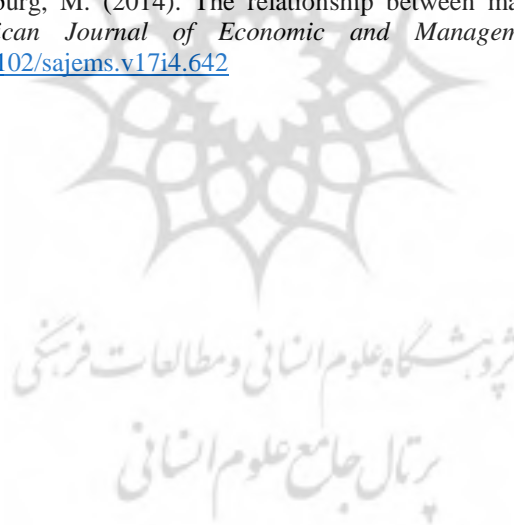 burg, M. (2014). The relationship between ma
ican Journal of Economic and Managem
102/sajems.v17i4.642
پژوهشگاه علوم انسانی و مطالعات فرهنگی
پرتال جامع علوم انسانی